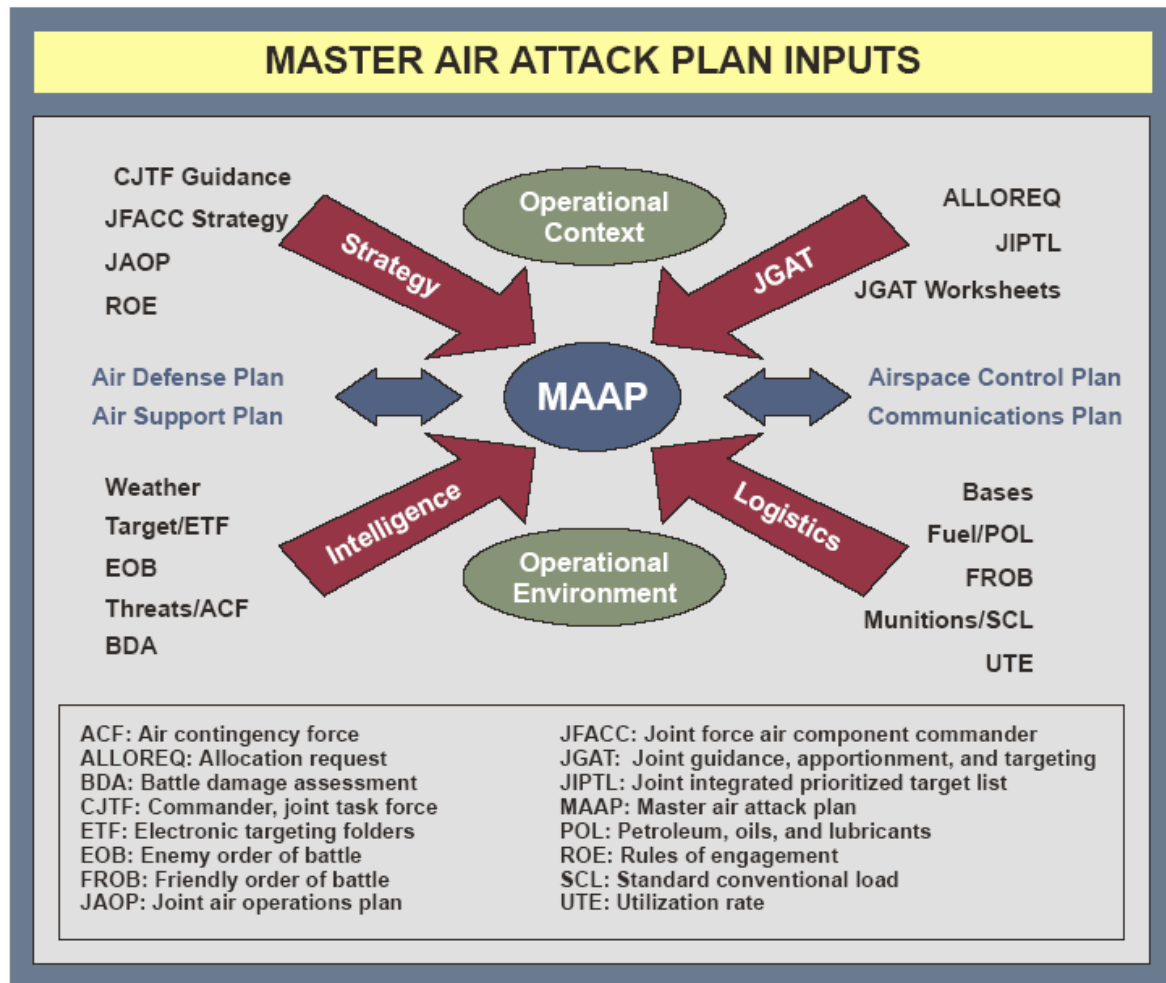 MASTER AIR ATTACK PLAN INPUTS
CJTF Guidance
JFACC Strategy
JAOP
ROE
Strategy
Operational
Context
JGAT
ALLOREQ
JIPTL
JGAT Worksheets
Air Defense Plan
Air Support Plan
MAAP
Airspace Control Plan
Communications Plan
Weather
Target/ETF
EOB
Threats/ACF
BDA
Intelligence
Operational
Environment
Logistics
Bases
Fuel/POL
FROB
Munitions/SCL
UTE
ACF: Air contingency force
ALLOREQ: Allocation request
BDA: Battle damage assessment
CJTF: Commander, joint task force
ETF: Electronic targeting folders
EOB: Enemy order of battle
FROB: Friendly order of battle
JAOP: Joint air operations plan
JFACC: Joint force air component commander
JGAT: Joint guidance, apportionment, and targeting
JIPTL: Joint integrated prioritized target list
MAAP: Master air attack plan
POL: Petroleum, oils, and lubricants
ROE: Rules of engagement
SCL: Standard conventional load
UTE: Utilization rate